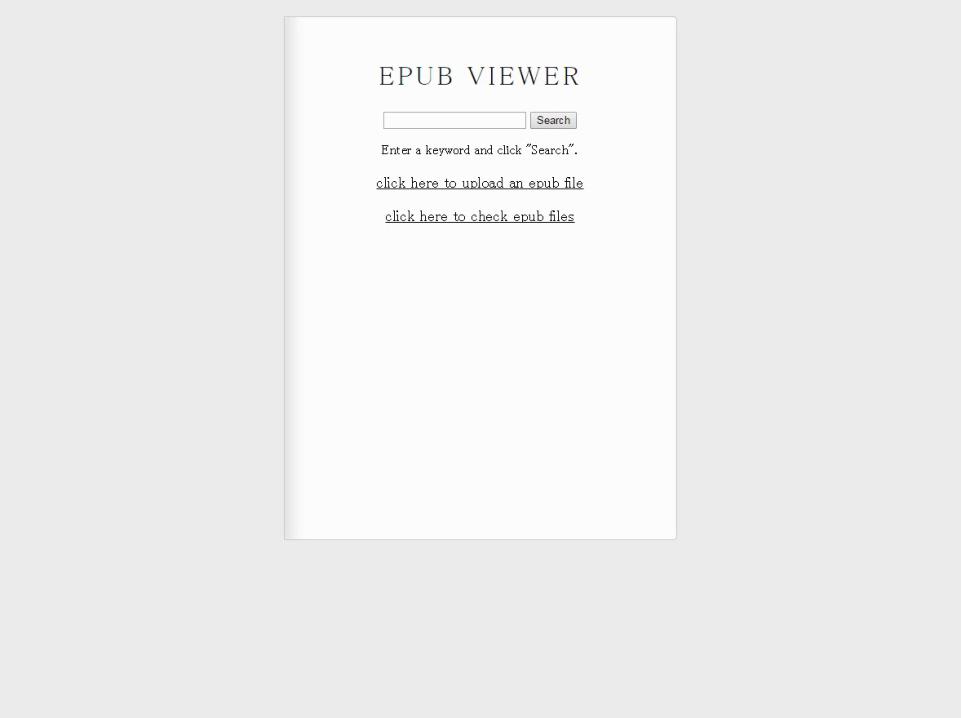 EPUB VIEWER
Search
Enter a keyword and click "Search".
click here to upload an epub file
click here to check epub files